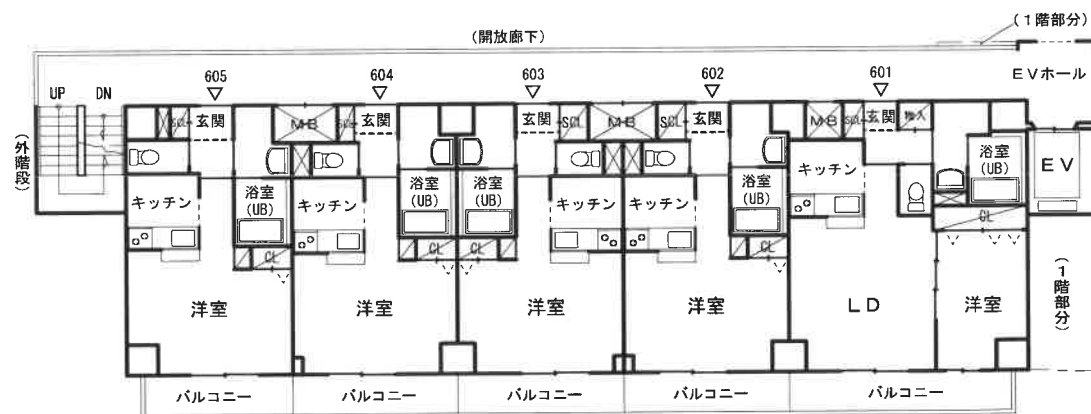 (1階部分)
(開放廊下)
605
604
603
602
601
EVホール
UP
DN
SCL
玄関
M·B
SCL
玄関
玄関
SCL
M·B
SCL
玄関
M·B
SCL
玄関
物入
(外階段)
キッチン
浴室
(UB)
キッチン
浴室
(UB)
浴室
(UB)
キッチン
キッチン
浴室
(UB)
キッチン
浴室
(UB)
EV
CL
CL
CL
CL
CL
洋室
洋室
洋室
洋室
LD
洋室
(1階部分)
バルコニー
バルコニー
バルコニー
バルコニー
バルコニー